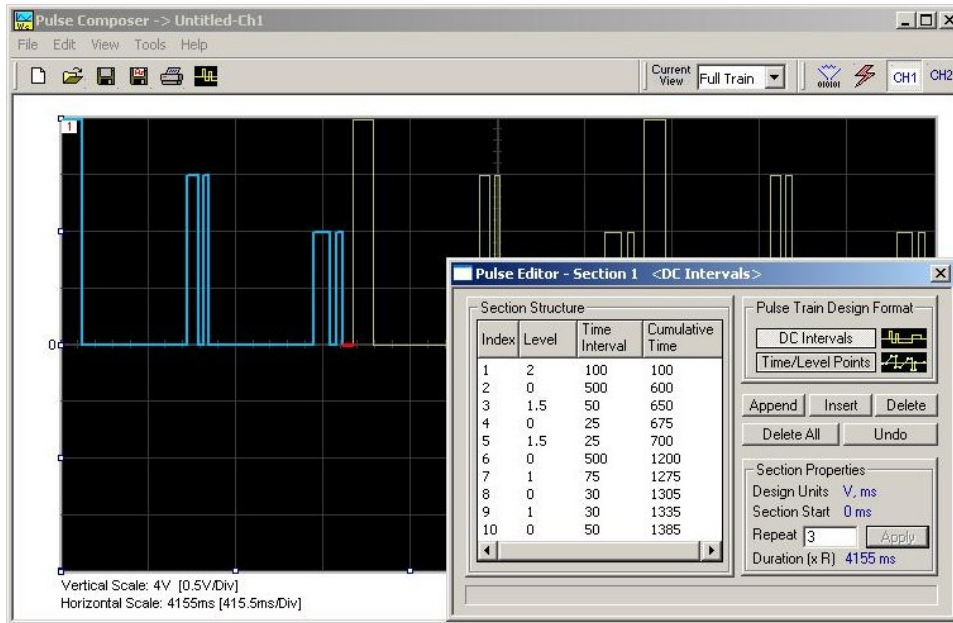 Pulse Composer -> Untitled-Ch1
File Edit View Tools Help
Current View Full Train
010101
CH1 CH2
1
0
Pulse Editor - Section 1 <DC Intervals>
Section Structure
Index Level Time Interval Cumulative Time
1 2 100 100
2 0 500 600
3 1.5 50 650
4 0 25 675
5 1.5 25 700
6 0 500 1200
7 1 75 1275
8 0 30 1305
9 1 30 1335
10 0 50 1385
Pulse Train Design Format
DC Intervals
Time/Level Points
Append Insert Delete
Delete All Undo
Section Properties
Design Units V, ms
Section Start 0 ms
Repeat 3 Apply
Duration (x R) 4155 ms
Vertical Scale: 4V [0.5V/Div]
Horizontal Scale: 4155ms [415.5ms/Div]